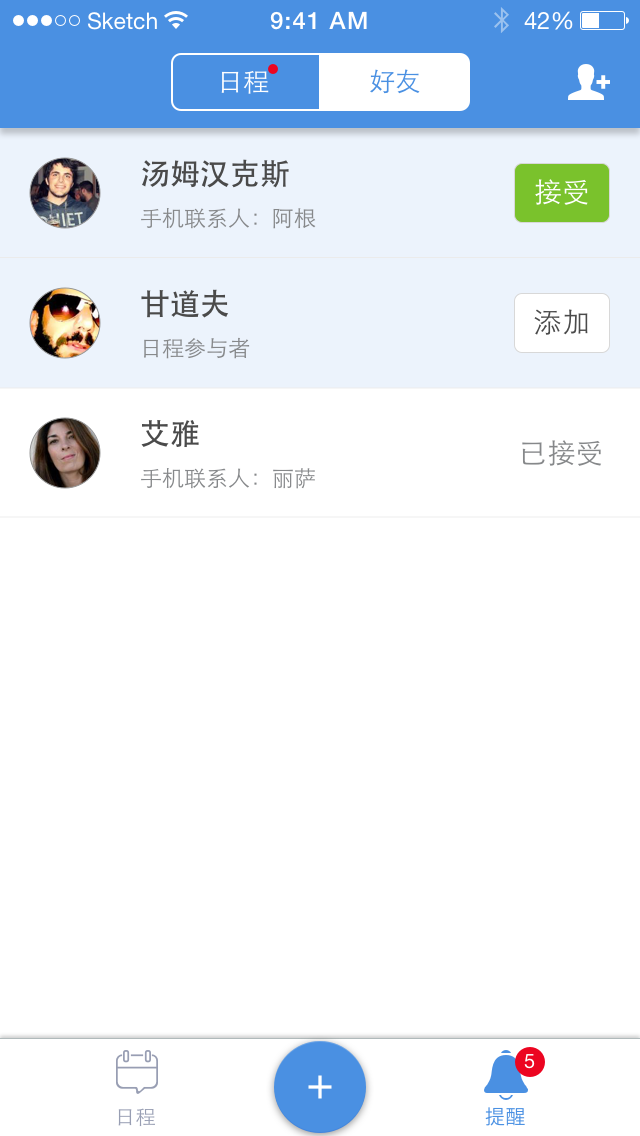 Sketch 9:41 AM 42%
日程 好友
汤姆汉克斯
手机联系人：阿根
接受
甘道夫
日程参与者
添加
艾雅
手机联系人：丽萨
已接受
5
日程 + 提醒